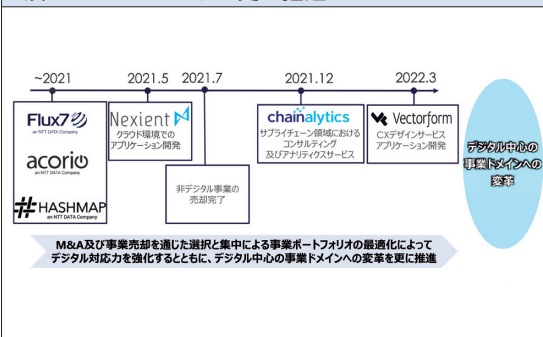 ~2021
2021.5
2021.7
2021.12
2022.3
Flux7
an NTT DATA Company
acorio
an NTT DATA Company
HASHMAP
an NTT DATA Company
Nexient
クラウド環境での
アプリケーション開発
非デジタル事業の
売却完了
chainalytics
サプライチェーン領域における
コンサルティング
及びアナリティクスサービス
Vectorform
CXデザインサービス
アプリケーション開発
デジタル中心の
事業ドメインへの
変革
M&A及び事業売却を通じた選択と集中による事業ポートフォリオの最適化によって
デジタル対応力を強化するとともに、デジタル中心の事業ドメインへの変革を更に推進